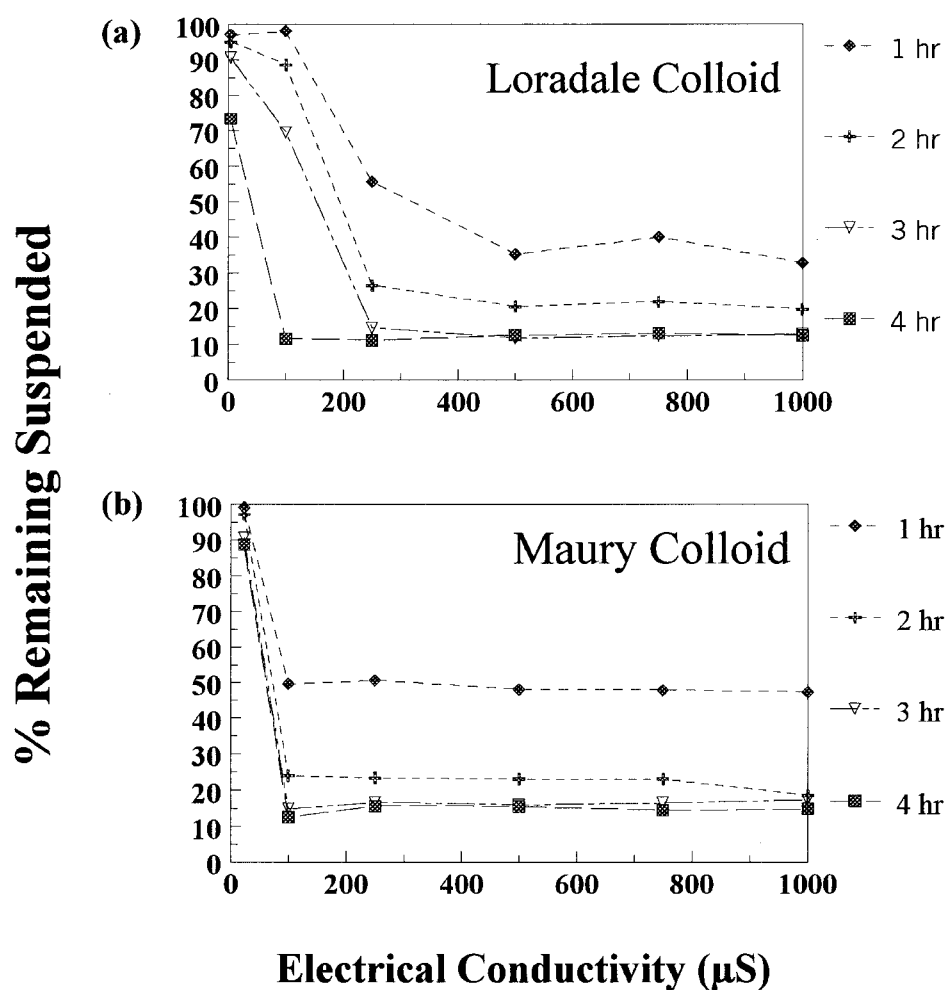 (a)
Loradale Colloid
100
90
80
70
60
50
40
30
20
10
0
0 200 400 600 800 1000
1 hr
2 hr
3 hr
4 hr
% Remaining Suspended
(b)
Maury Colloid
100
90
80
70
60
50
40
30
20
10
0
0 200 400 600 800 1000
1 hr
2 hr
3 hr
4 hr
Electrical Conductivity (µS)